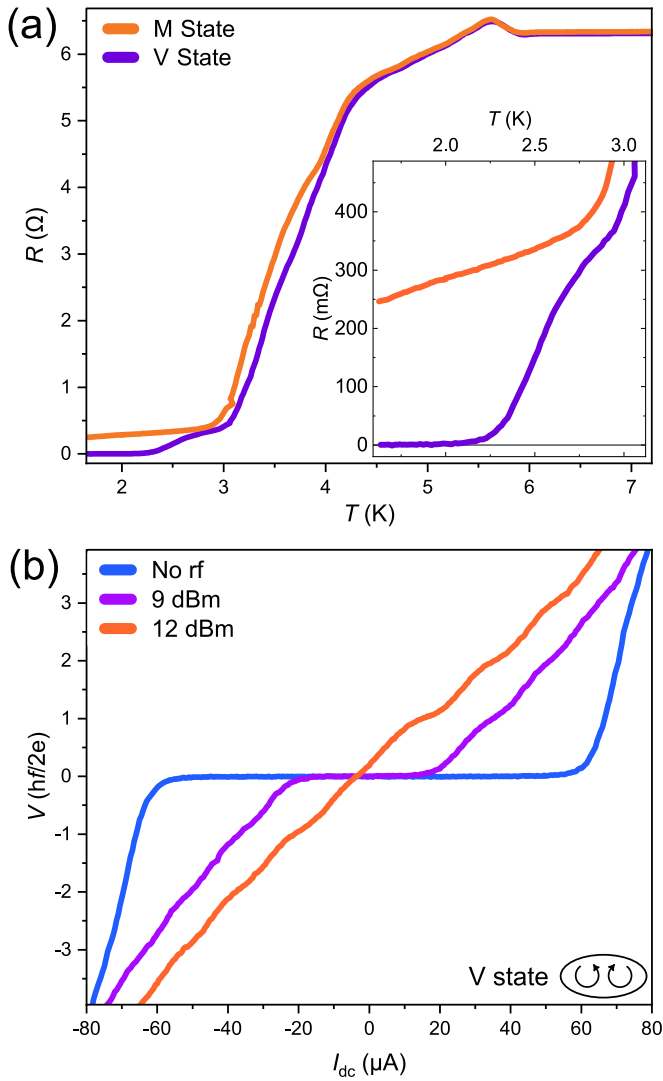 (a)
M State
V State
R (Ω)
6
5
4
3
2
1
0
2
3
4
5
6
7
T (K)
T (K)
2.0
2.5
3.0
R (mΩ)
400
300
200
100
0
(b)
No rf
9 dBm
12 dBm
V (hf/2e)
3
2
1
0
-1
-2
-3
V state
-80
-60
-40
-20
0
20
40
60
80
Idc (μA)